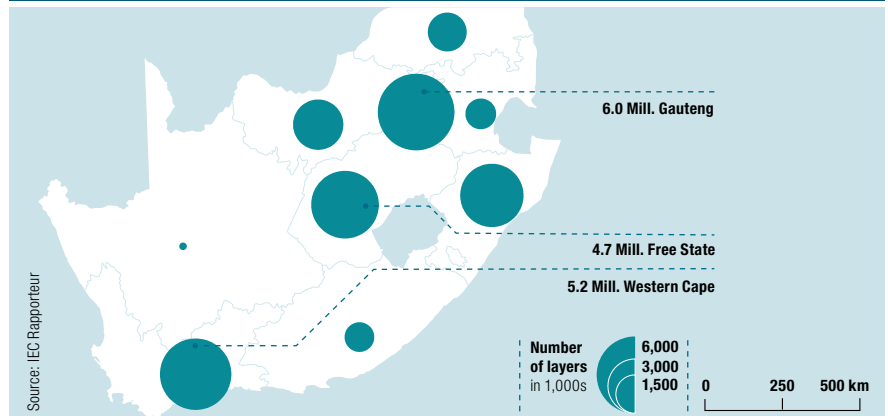 6.0 Mill. Gauteng
4.7 Mill. Free State
5.2 Mill. Western Cape
Source: IEC Rapporteur
Number
of layers
in 1,000s
6,000
3,000
1,500
0 250 500 km